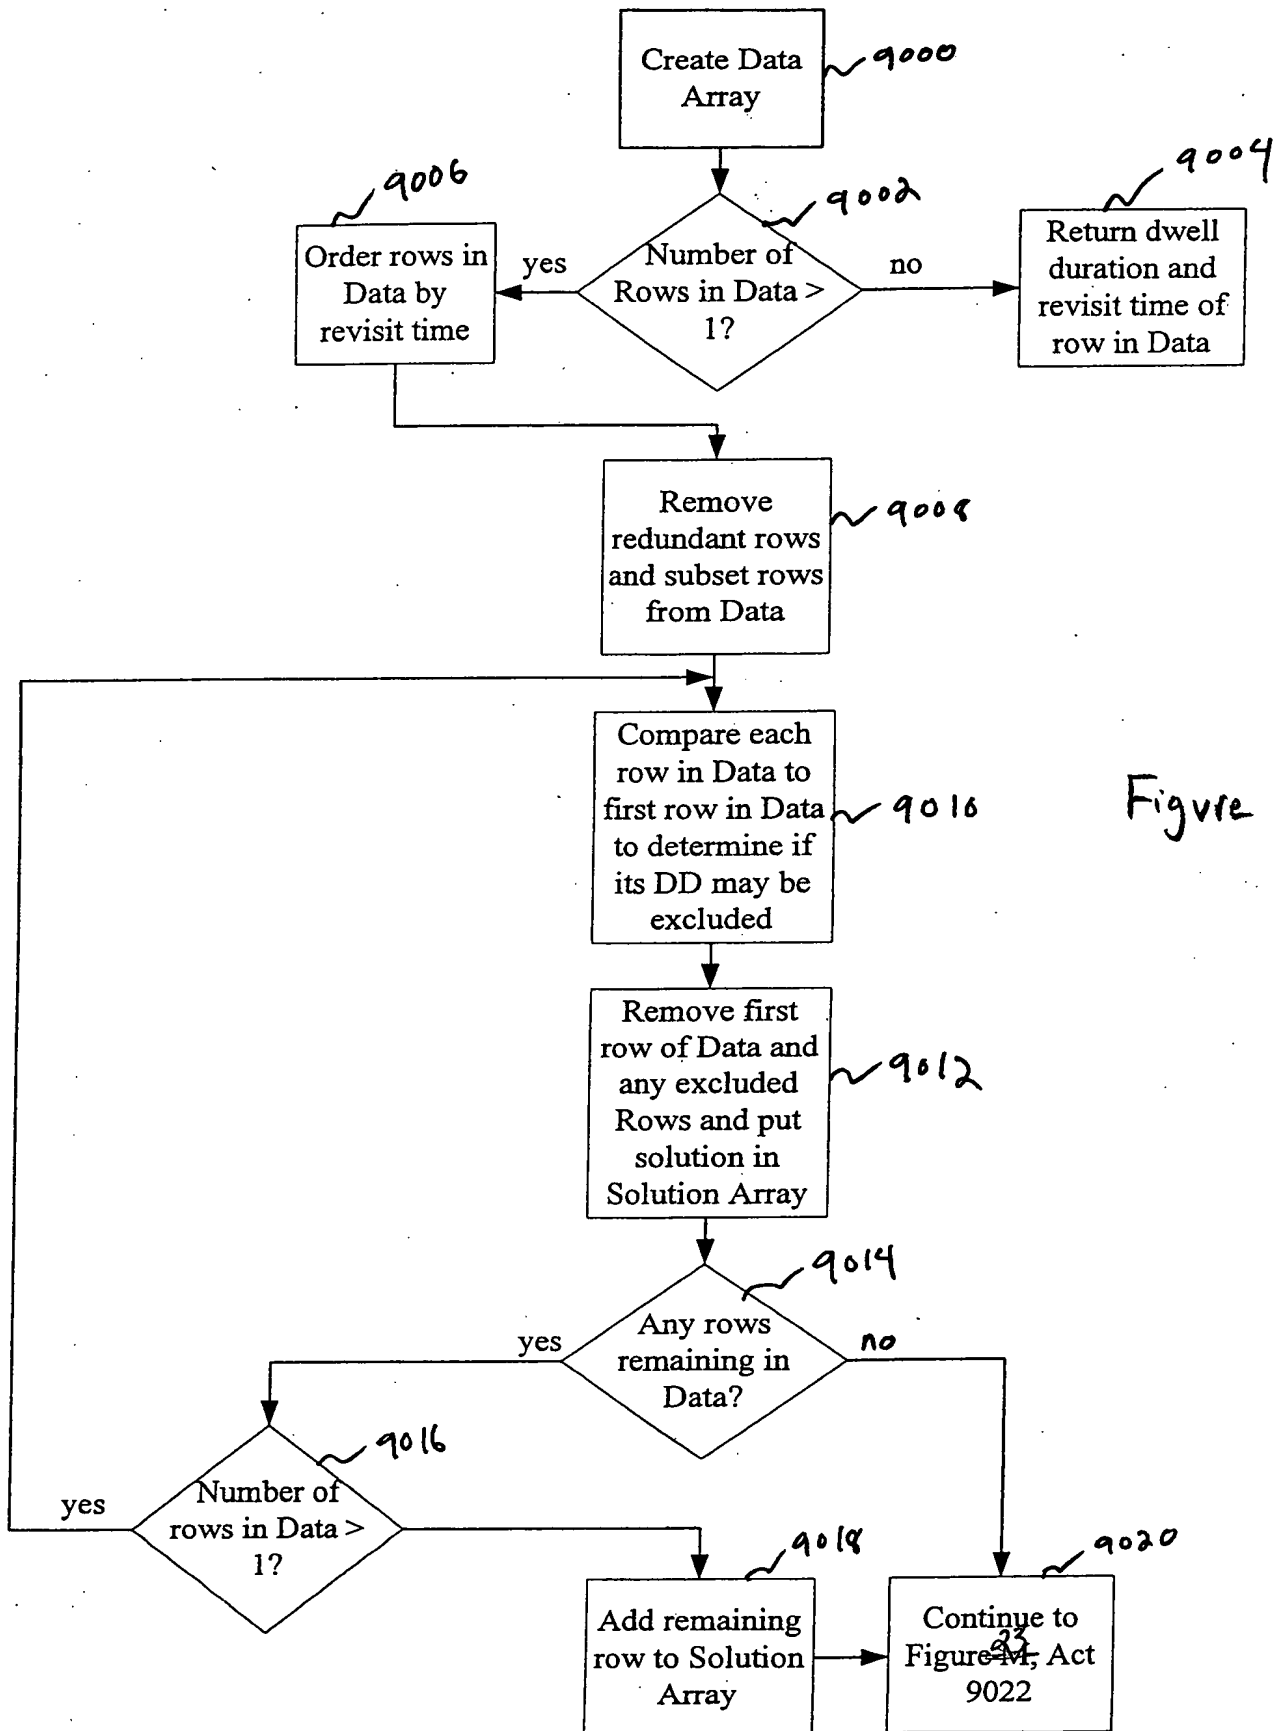 Create Data
Array
9000
9006
9002
9004
Order rows in
Data by
revisit time
yes
Number of
Rows in Data >
1?
no
Return dwell
duration and
revisit time of
row in Data
Remove
redundant rows
and subset rows
from Data
9008
Compare each
row in Data to
first row in Data
to determine if
its DD may be
excluded
9010
Figure
Remove first
row of Data and
any excluded
Rows and put
solution in
Solution Array
9012
9014
yes
Any rows
remaining in
Data?
no
9016
yes
Number of
rows in Data >
1?
9018
9020
Add remaining
row to Solution
Array
Continue to
23
Figure M, Act
9022